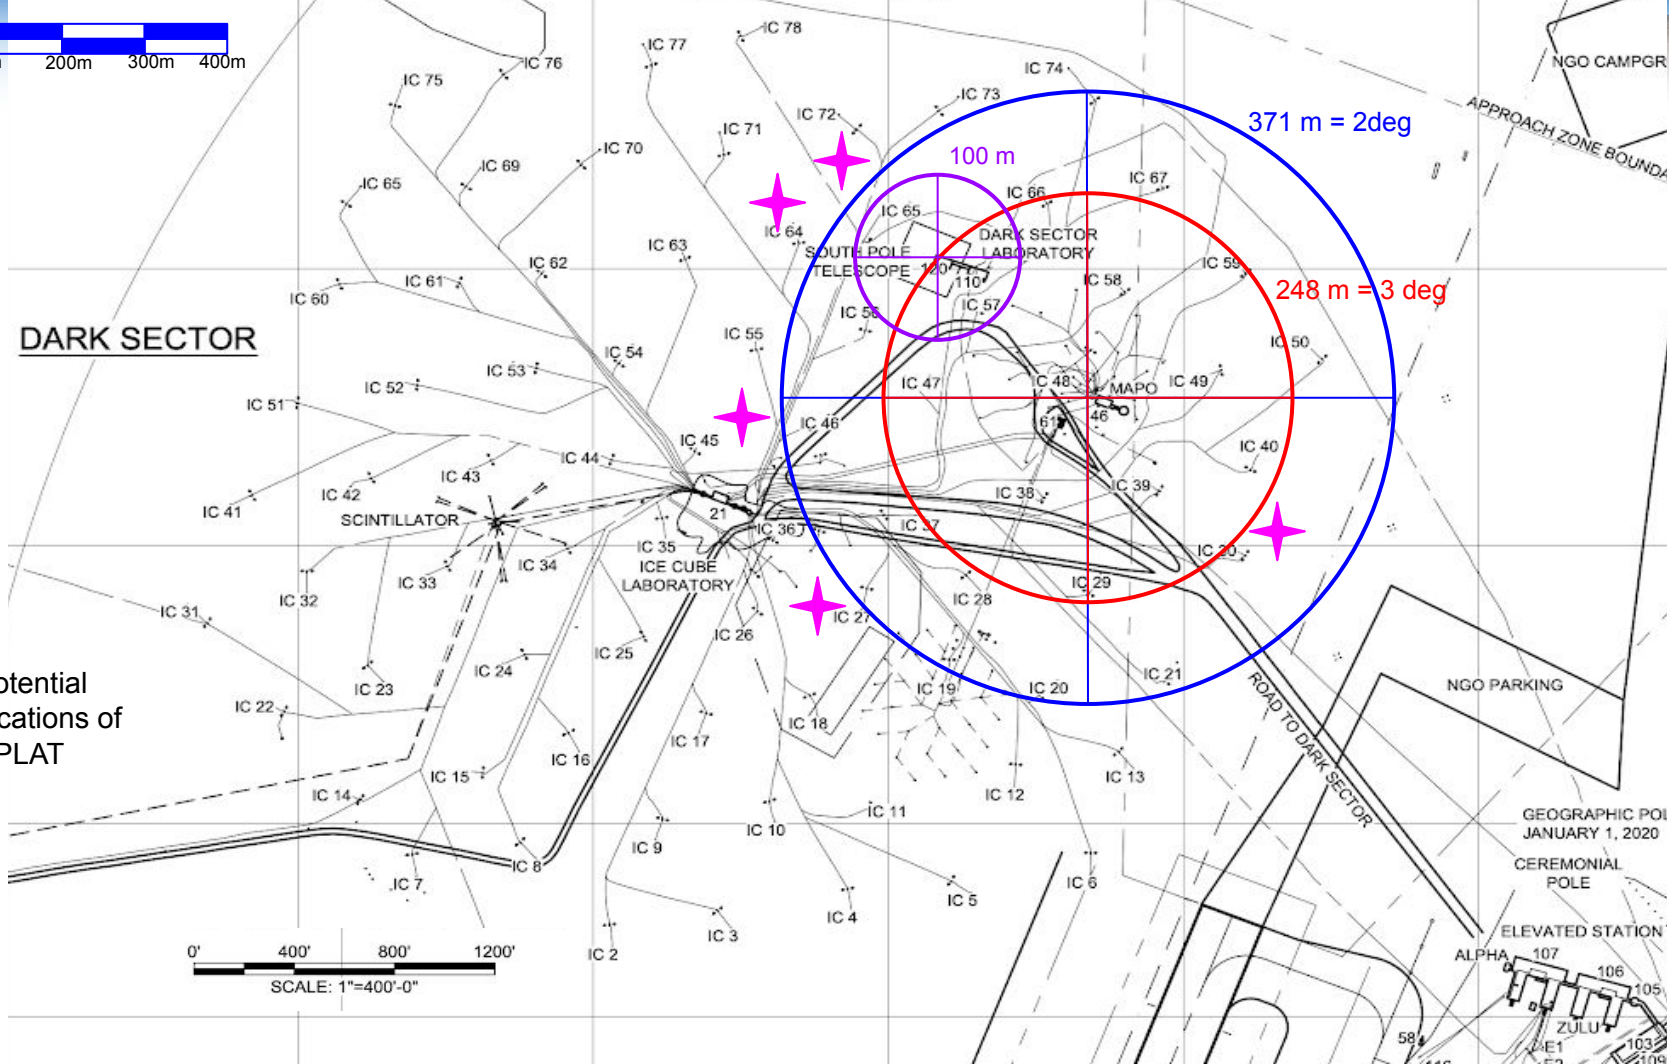 200m 300m 400m
IC 78
IC 77
IC 76
IC 75
IC 74
IC 73
IC 72
IC 71
IC 70
IC 69
IC 65
NGO CAMPGR
APPROACH ZONE BOUNDA
371 m = 2deg
100 m
IC 67
IC 66
IC 65
IC 64
IC 63
IC 62
IC 61
IC 60
DARK SECTOR
LABORATORY
SOUTH POLE
TELESCOPE
120
110
IC 59
IC 58
IC 57
IC 56
IC 55
IC 54
IC 53
IC 52
IC 51
248 m = 3 deg
DARK SECTOR
IC 50
IC 49
IC 48
IC 47
IC 46
MAPO
46
61
IC 45
IC 44
IC 43
IC 42
IC 41
IC 40
IC 39
IC 38
IC 37
IC 36
SCINTILLATOR
21
IC 35
ICE CUBE
LABORATORY
IC 34
IC 33
IC 32
IC 31
IC 20
IC 29
IC 28
IC 27
IC 26
IC 25
IC 24
IC 23
IC 22
IC 21
IC 20
IC 19
IC 18
IC 17
IC 16
IC 15
IC 14
IC 13
IC 12
IC 11
IC 10
IC 9
IC 8
IC 7
IC 6
IC 5
IC 4
IC 3
IC 2
otential
cations of
PLAT
NGO PARKING
ROAD TO DARK SECTOR
GEOGRAPHIC POL
JANUARY 1, 2020
CEREMONIAL
POLE
ELEVATED STATION
ALPHA
107
106
105
ZULU
E1
103
58
0' 400' 800' 1200'
SCALE: 1"=400'-0"